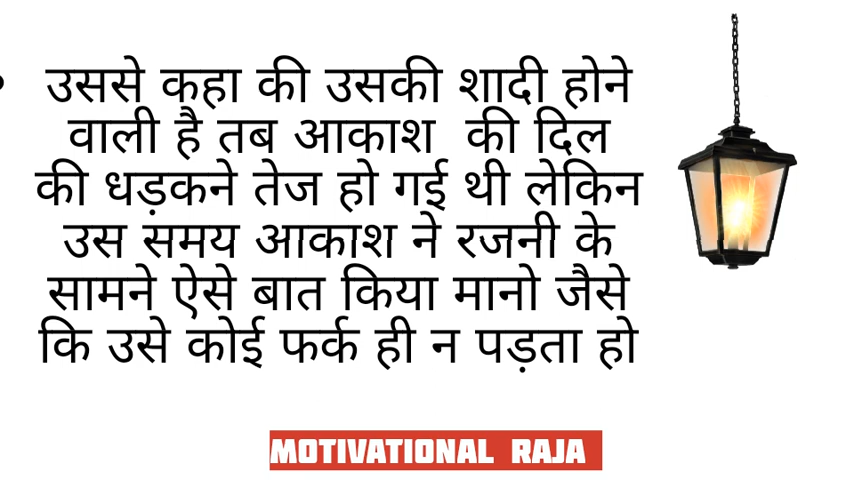 • उससे कहा की उसकी शादी होने
वाली है तब आकाश की दिल
की धड़कने तेज हो गई थी लेकिन
उस समय आकाश ने रजनी के
सामने ऐसे बात किया मानो जैसे
कि उसे कोई फर्क ही न पड़ता हो
MOTIVATIONAL RAJA